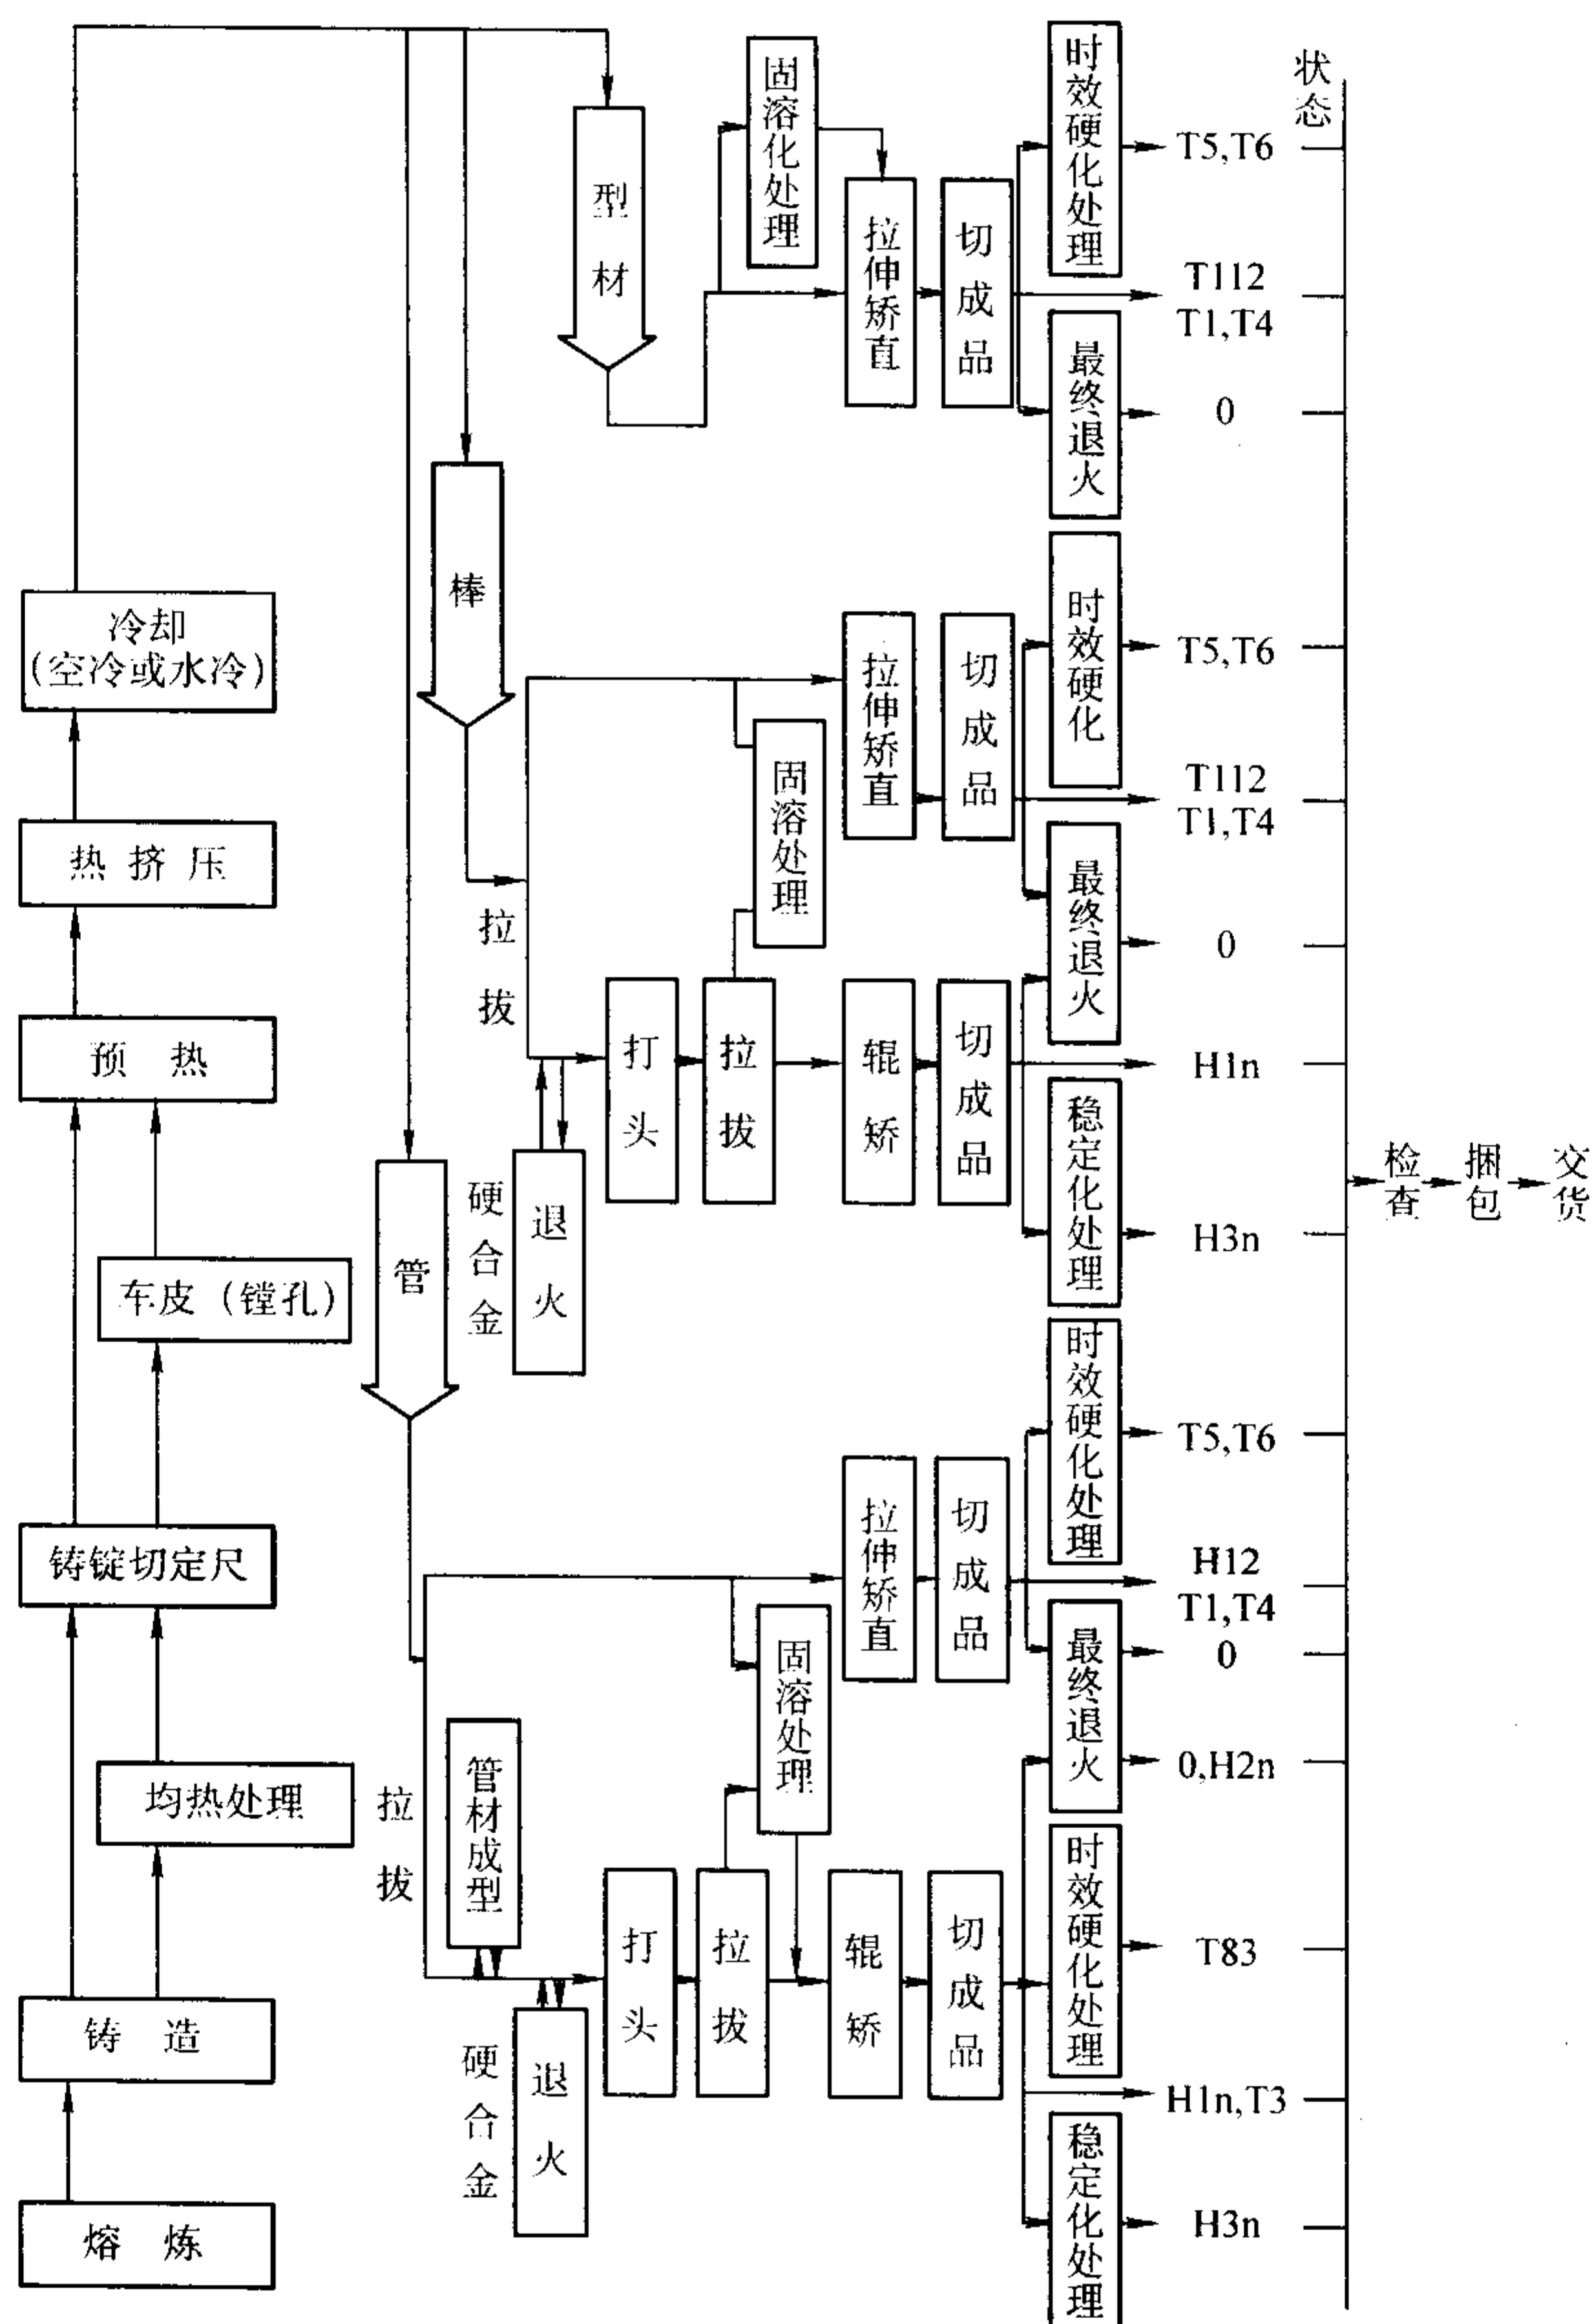 状态
固溶化处理
时效硬化处理
T5,T6
型材
拉伸矫直
切成品
T112
T1,T4
最终退火
0
棒
冷却
(空冷或水冷)
时效硬化
T5,T6
拉伸矫直
切成品
固溶处理
T112
T1,T4
热挤压
最终退火
拉拔
0
预热
打头
拉拔
辊矫
切成品
H1n
稳定化处理
硬合金
退火
检查
捆包
交货
H3n
管
车皮(镗孔)
时效硬化处理
T5,T6
拉伸矫直
切成品
铸锭切定尺
H12
T1,T4
固溶处理
最终退火
0
管材成型
0,H2n
均热处理
拉拔
时效硬化处理
打头
拉拔
辊矫
切成品
T83
铸造
硬合金
退火
H1n,T3
稳定化处理
H3n
熔炼